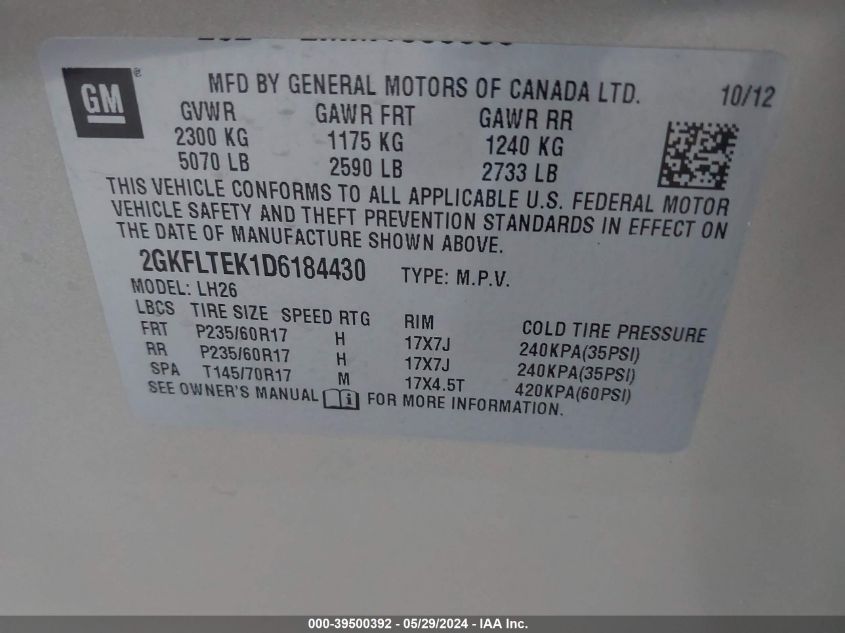 GM
MFD BY GENERAL MOTORS OF CANADA LTD. 10/12
GVWR GAWR FRT GAWR RR
2300 KG 1175 KG 1240 KG
5070 LB 2590 LB 2733 LB
THIS VEHICLE CONFORMS TO ALL APPLICABLE U.S. FEDERAL MOTOR
VEHICLE SAFETY AND THEFT PREVENTION STANDARDS IN EFFECT ON
THE DATE OF MANUFACTURE SHOWN ABOVE.
2GKFLTEK1D6184430 TYPE: M.P.V.
MODEL: LH26
LBCS TIRE SIZE SPEED RTG RIM COLD TIRE PRESSURE
FRT P235/60R17 H 17X7J 240KPA(35PSI)
RR P235/60R17 H 17X7J 240KPA(35PSI)
SPA T145/70R17 M 17X4.5T 420KPA(60PSI)
SEE OWNER'S MANUAL FOR MORE INFORMATION.
000-39500392 - 05/29/2024 - IAA Inc.